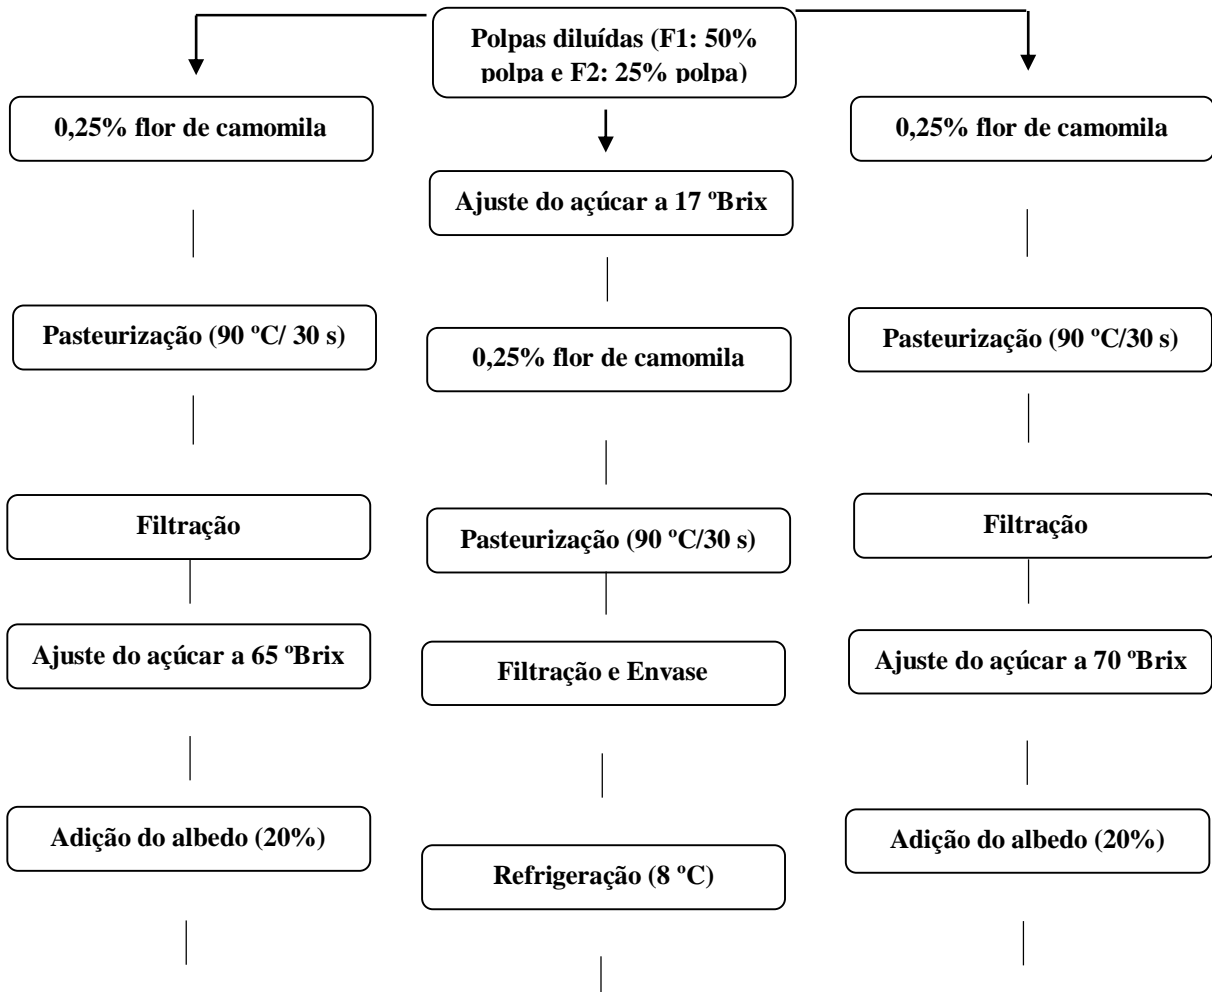 Polpas diluídas (F1: 50%
polpa e F2: 25% polpa)
0,25% flor de camomila
Pasteurização (90 ºC/ 30 s)
Filtração
Ajuste do açúcar a 65 ºBrix
Adição do albedo (20%)
Ajuste do açúcar a 17 ºBrix
0,25% flor de camomila
Pasteurização (90 ºC/30 s)
Filtração e Envase
Refrigeração (8 ºC)
0,25% flor de camomila
Pasteurização (90 ºC/30 s)
Filtração
Ajuste do açúcar a 70 ºBrix
Adição do albedo (20%)